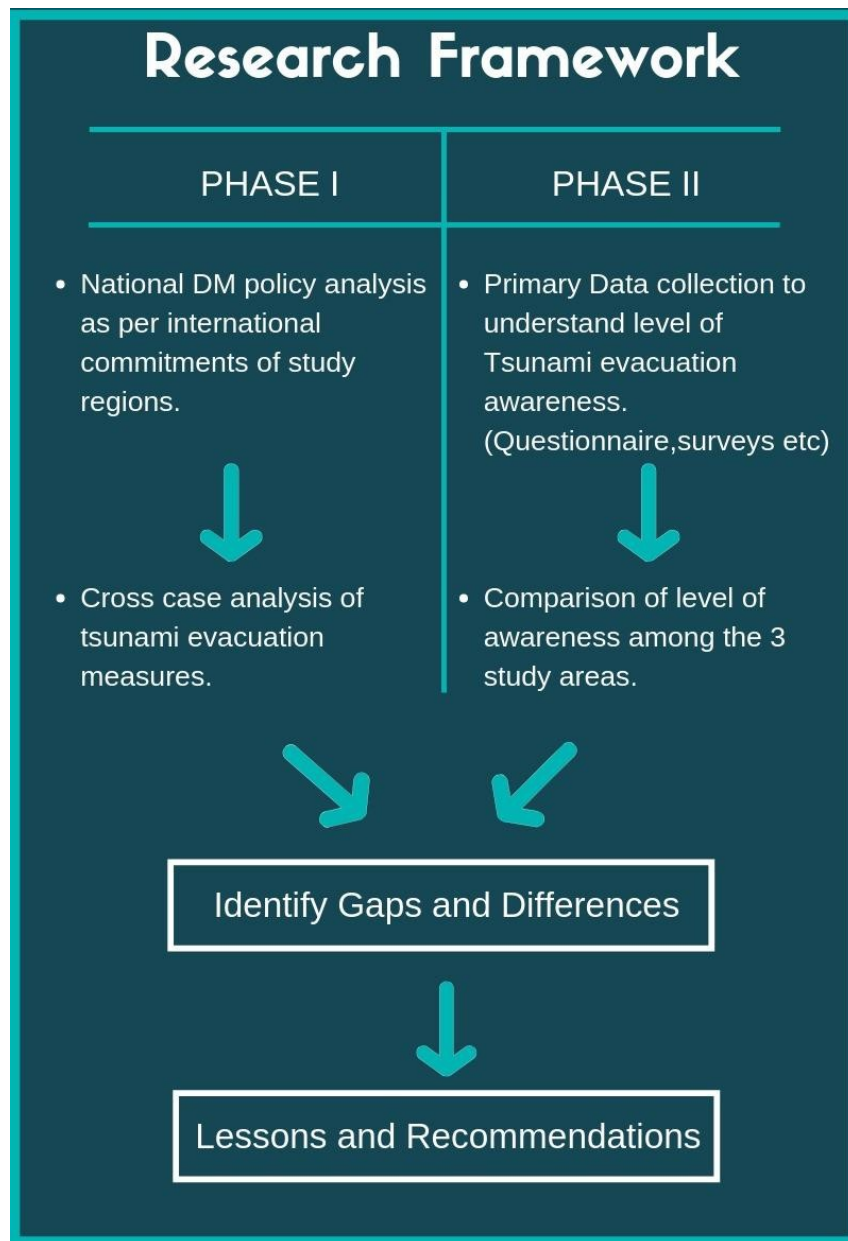 Research Framework
PHASE I
PHASE II
• National DM policy analysis
as per international
commitments of study
regions.
• Primary Data collection to
understand level of
Tsunami evacuation
awareness.
(Questionnaire,surveys etc)
• Cross case analysis of
tsunami evacuation
measures.
• Comparison of level of
awareness among the 3
study areas.
Identify Gaps and Differences
Lessons and Recommendations